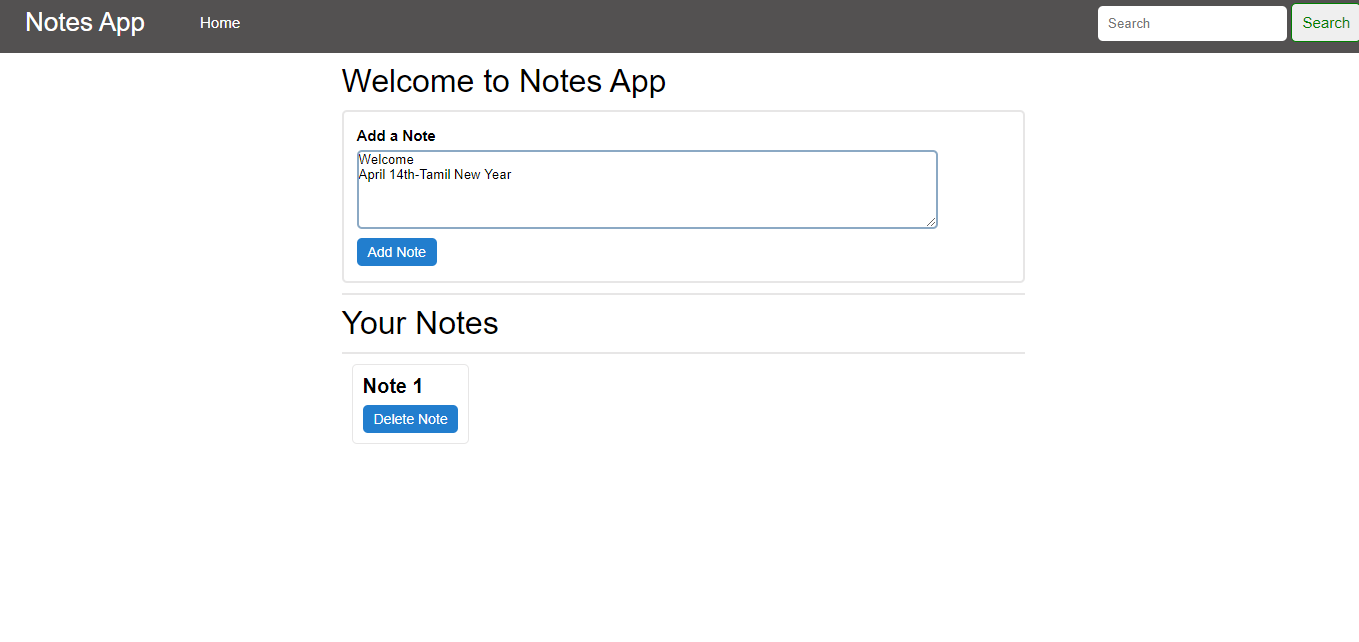 Notes App
Home
Search
Search
Welcome to Notes App
Add a Note
Welcome
April 14th-Tamil New Year
Add Note
Your Notes
Note 1
Delete Note